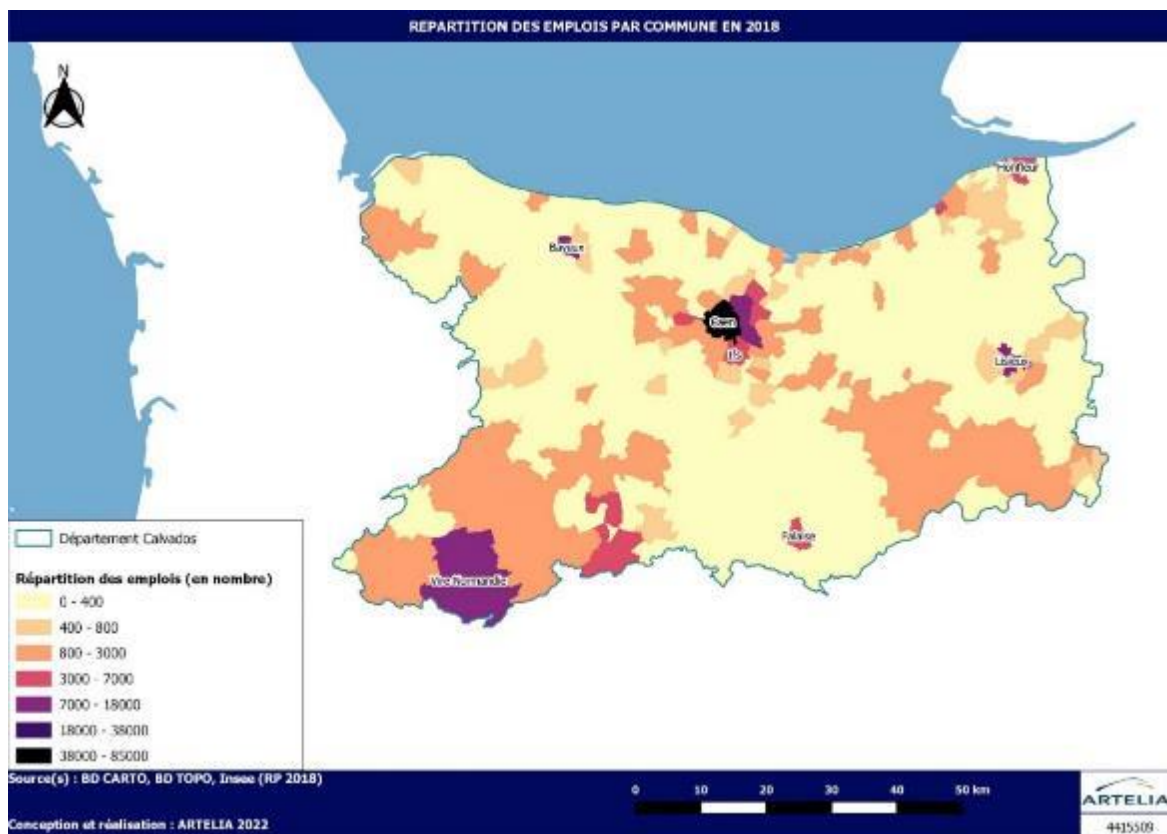 REPARTITION DES EMPLOIS PAR COMMUNE EN 2018
N
Honfleur
Bayeux
Caen
Ifs
Lisieux
Falaise
Vire Normandie
Département Calvados
Répartition des emplois (en nombre)
0 - 400
400 - 800
800 - 3000
3000 - 7000
7000 - 18000
18000 - 38000
38000 - 85000
Source(s) : BD CARTO, BD TOPO, Insee (RP 2018)
0 10 20 30 40 50 km
Conception et réalisation : ARTELIA 2022
ARTELIA
4415509